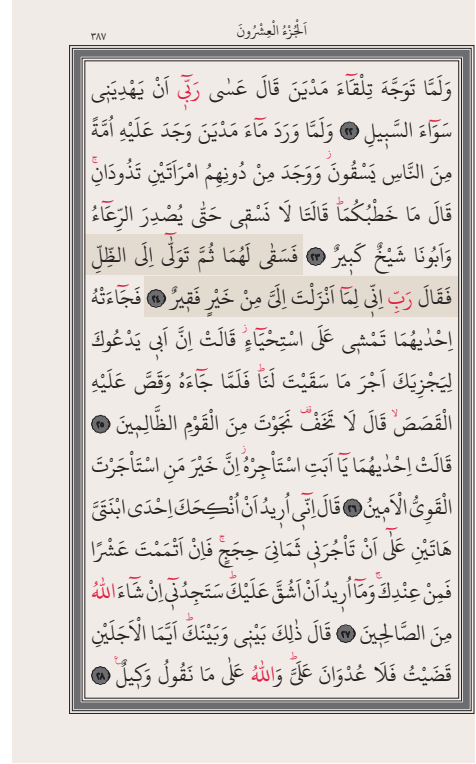 اَلْجُزْءُ الْعِشْرُونَ
٣٨٧
وَلَمَّا تَوَجَّهَ تِلْقَٓاءَ مَدْيَنَ قَالَ عَسٰى رَبّٖٓي اَنْ يَهْدِيَنٖي
سَوَٓاءَ السَّبٖيلِ ﴿٢٢﴾ وَلَمَّا وَرَدَ مَٓاءَ مَدْيَنَ وَجَدَ عَلَيْهِ اُمَّةً
مِنَ النَّاسِ يَسْقُونَۘ وَوَجَدَ مِنْ دُونِهِمُ امْرَاَتَيْنِ تَذُودَانِۚ
قَالَ مَا خَطْبُكُمَاۜ قَالَتَا لَا نَسْقٖي حَتّٰى يُصْدِرَ الرِّعَٓاءُ
وَاَبُونَا شَيْخٌ كَبٖيرٌ ﴿٢٣﴾ فَسَقٰى لَهُمَا ثُمَّ تَوَلّٰٓى اِلَى الظِّلِّ
فَقَالَ رَبِّ اِنّٖي لِمَٓا اَنْزَلْتَ اِلَيَّ مِنْ خَيْرٍ فَقٖيرٌ ﴿٢٤﴾ فَجَٓاءَتْهُ
اِحْدٰيهُمَا تَمْشٖي عَلَى اسْتِحْيَٓاءٍۘ قَالَتْ اِنَّ اَبٖي يَدْعُوكَ
لِيَجْزِيَكَ اَجْرَ مَا سَقَيْتَ لَنَاۜ فَلَمَّا جَٓاءَهُ وَقَصَّ عَلَيْهِ
الْقَصَصَۙ قَالَ لَا تَخَفْ۠ نَجَوْتَ مِنَ الْقَوْمِ الظَّالِمٖينَ ﴿٢٥﴾
قَالَتْ اِحْدٰيهُمَا يَٓا اَبَتِ اسْتَأْجِرْهُۘ اِنَّ خَيْرَ مَنِ اسْتَأْجَرْتَ
الْقَوِيُّ الْاَمٖينُ ﴿٢٦﴾ قَالَ اِنّٖٓي اُرٖيدُ اَنْ اُنْكِحَكَ اِحْدَى ابْنَتَيَّ
هَاتَيْنِ عَلٰٓى اَنْ تَأْجُرَنٖي ثَمَانِيَ حِجَجٍۚ فَاِنْ اَتْمَمْتَ عَشْرًا
فَمِنْ عِنْدِكَۚ وَمَٓا اُرٖيدُ اَنْ اَشُقَّ عَلَيْكَۜ سَتَجِدُنٖٓي اِنْ شَٓاءَ اللّٰهُ
مِنَ الصَّالِحٖينَ ﴿٢٧﴾ قَالَ ذٰلِكَ بَيْنٖي وَبَيْنَكَۜ اَيَّمَا الْاَجَلَيْنِ
قَضَيْتُ فَلَا عُدْوَانَ عَلَيَّۜ وَاللّٰهُ عَلٰى مَا نَقُولُ وَكٖيلٌ۟ ﴿٢٨﴾